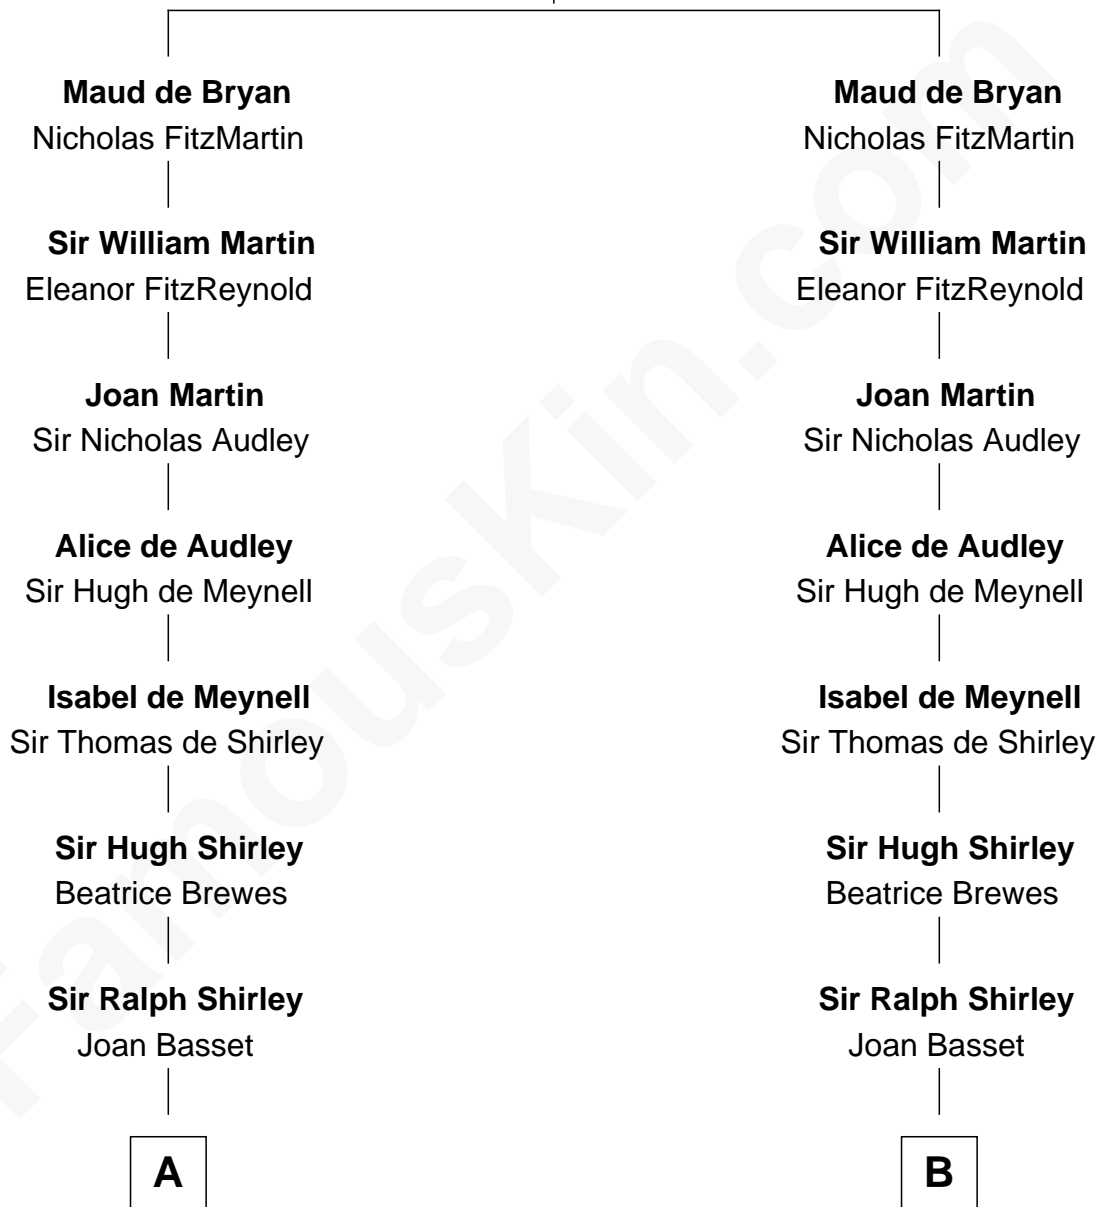 Maud de Bryan
Nicholas FitzMartin
Sir William Martin
Eleanor FitzReynold
Joan Martin
Sir Nicholas Audley
Alice de Audley
Sir Hugh de Meynell
Isabel de Meynell
Sir Thomas de Shirley
Sir Hugh Shirley
Beatrice Brewes
Sir Ralph Shirley
Joan Basset
A
Maud de Bryan
Nicholas FitzMartin
Sir William Martin
Eleanor FitzReynold
Joan Martin
Sir Nicholas Audley
Alice de Audley
Sir Hugh de Meynell
Isabel de Meynell
Sir Thomas de Shirley
Sir Hugh Shirley
Beatrice Brewes
Sir Ralph Shirley
Joan Basset
B
FamousKin.com